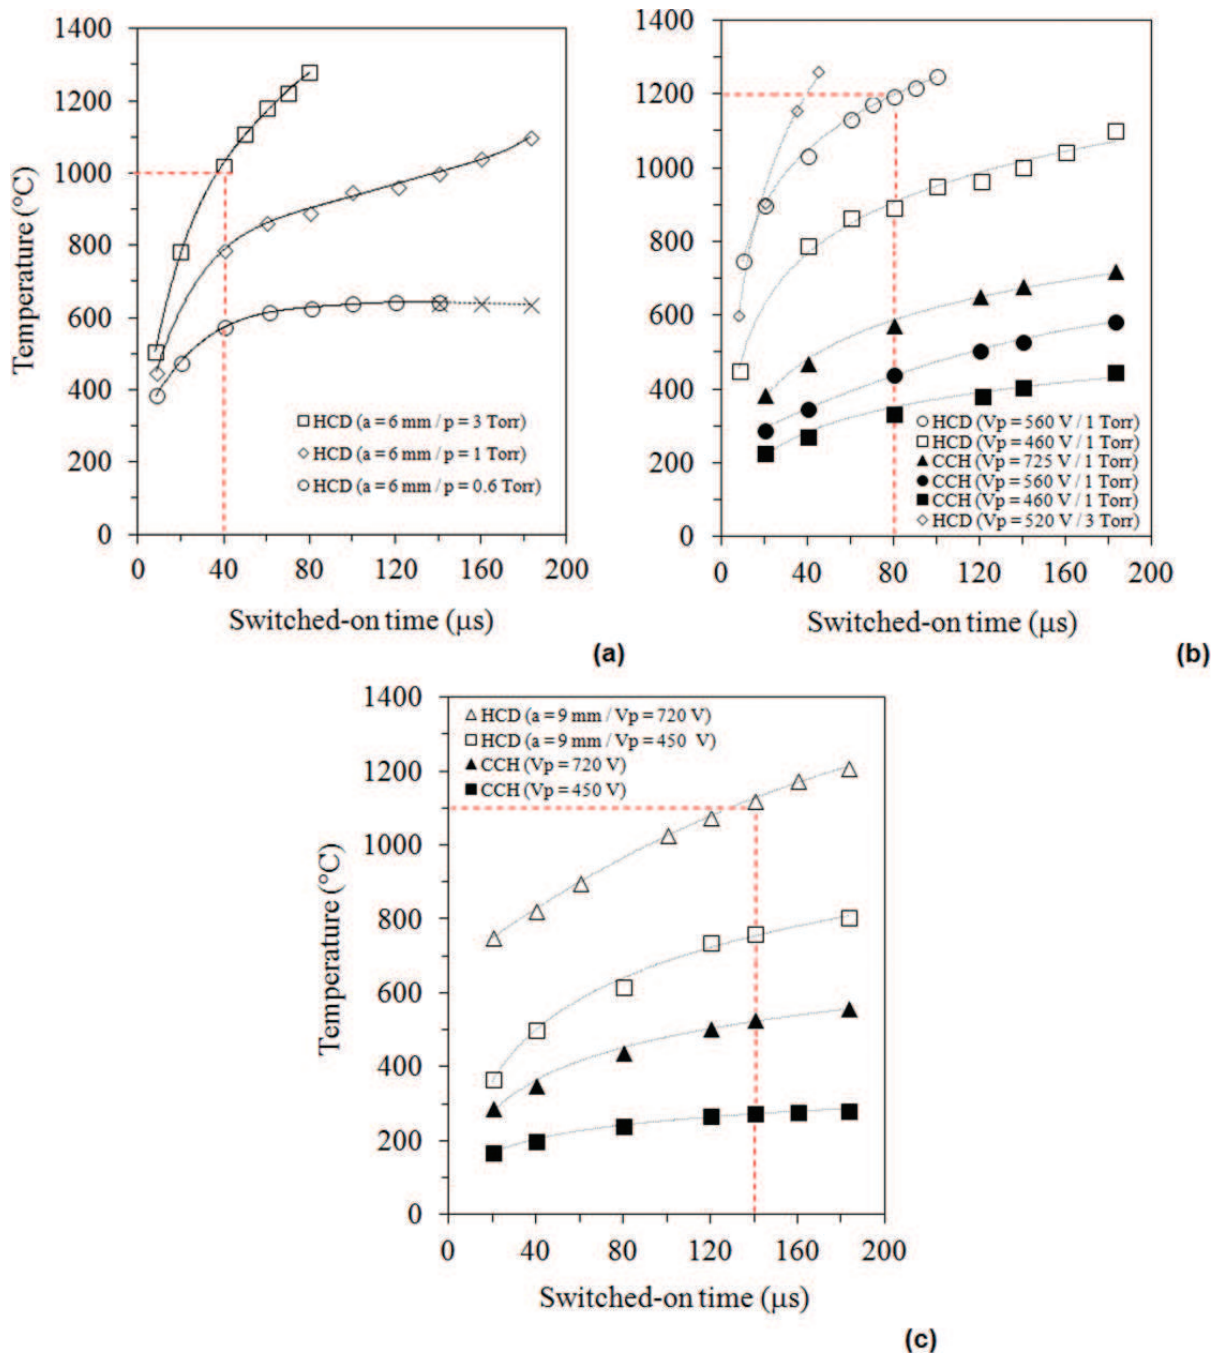 1400
1200
1000
800
600
400
200
0
Temperature (°C)
HCD (a = 6 mm / p = 3 Torr)
HCD (a = 6 mm / p = 1 Torr)
HCD (a = 6 mm / p = 0.6 Torr)
0 40 80 120 160 200
Switched-on time (μs)
(a)
1400
1200
1000
800
600
400
200
0
HCD (Vp = 560 V / 1 Torr)
HCD (Vp = 460 V / 1 Torr)
CCH (Vp = 725 V / 1 Torr)
CCH (Vp = 560 V / 1 Torr)
CCH (Vp = 460 V / 1 Torr)
HCD (Vp = 520 V / 3 Torr)
0 40 80 120 160 200
Switched-on time (μs)
(b)
1400
1200
1000
800
600
400
200
0
Temperature (°C)
HCD (a = 9 mm / Vp = 720 V)
HCD (a = 9 mm / Vp = 450 V)
CCH (Vp = 720 V)
CCH (Vp = 450 V)
0 40 80 120 160 200
Switched-on time (μs)
(c)